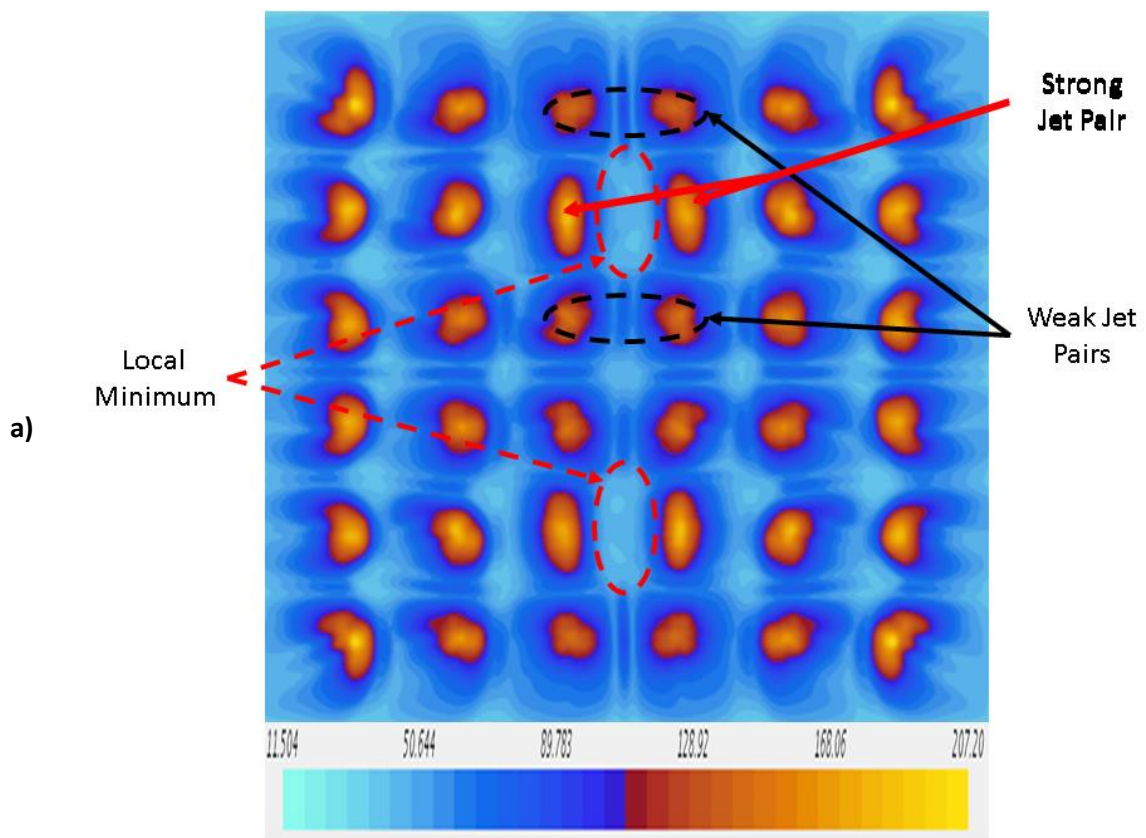 Strong
Jet Pair
Weak Jet
Pairs
Local
Minimum
a)
11.504 50.644 89.783 128.92 168.06 207.20